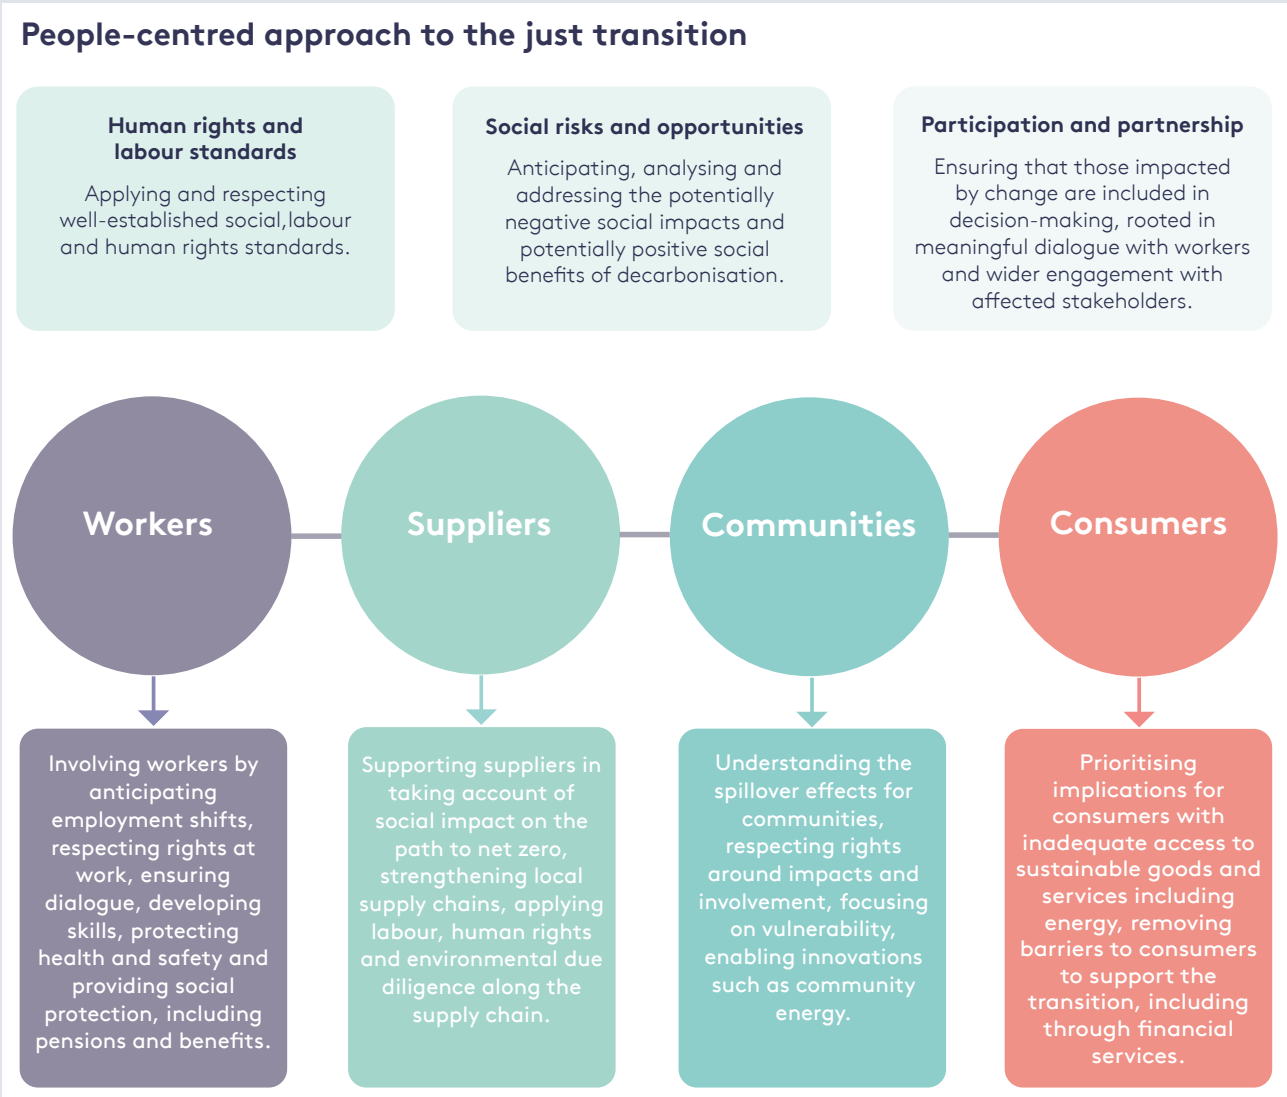 People-centred approach to the just transition
Human rights and
labour standards
Applying and respecting
well-established social,labour
and human rights standards.
Social risks and opportunities
Anticipating, analysing and
addressing the potentially
negative social impacts and
potentially positive social
benefits of decarbonisation.
Participation and partnership
Ensuring that those impacted
by change are included in
decision-making, rooted in
meaningful dialogue with workers
and wider engagement with
affected stakeholders.
Workers
Suppliers
Communities
Consumers
Involving workers by
anticipating
employment shifts,
respecting rights at
work, ensuring
dialogue, developing
skills, protecting
health and safety and
providing social
protection, including
pensions and benefits.
Supporting suppliers in
taking account of
social impact on the
path to net zero,
strengthening local
supply chains, applying
labour, human rights
and environmental due
diligence along the
supply chain.
Understanding the
spillover effects for
communities,
respecting rights
around impacts and
involvement, focusing
on vulnerability,
enabling innovations
such as community
energy.
Prioritising
implications for
consumers with
inadequate access to
sustainable goods and
services including
energy, removing
barriers to consumers
to support the
transition, including
through financial
services.